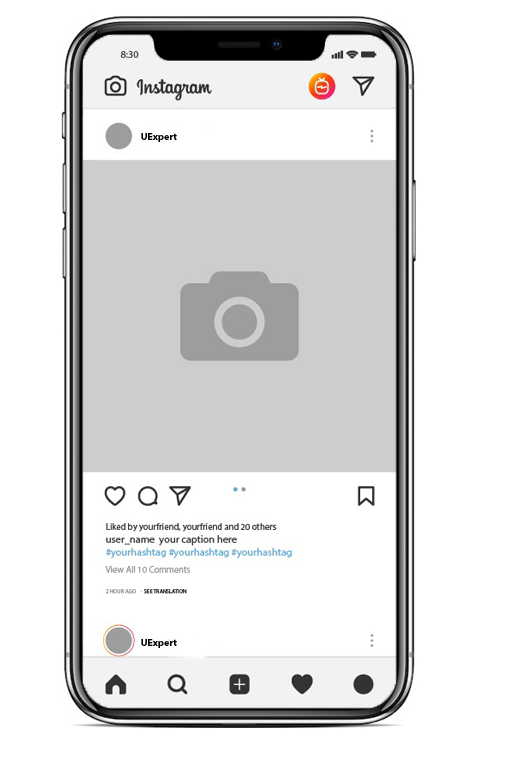 8:30
Instagram
UExpert
Liked by yourfriend, yourfriend and 20 others
user_name your caption here
#yourhashtag #yourhashtag #yourhashtag
View All 10 Comments
2 HOUR AGO · SEE TRANSLATION
UExpert